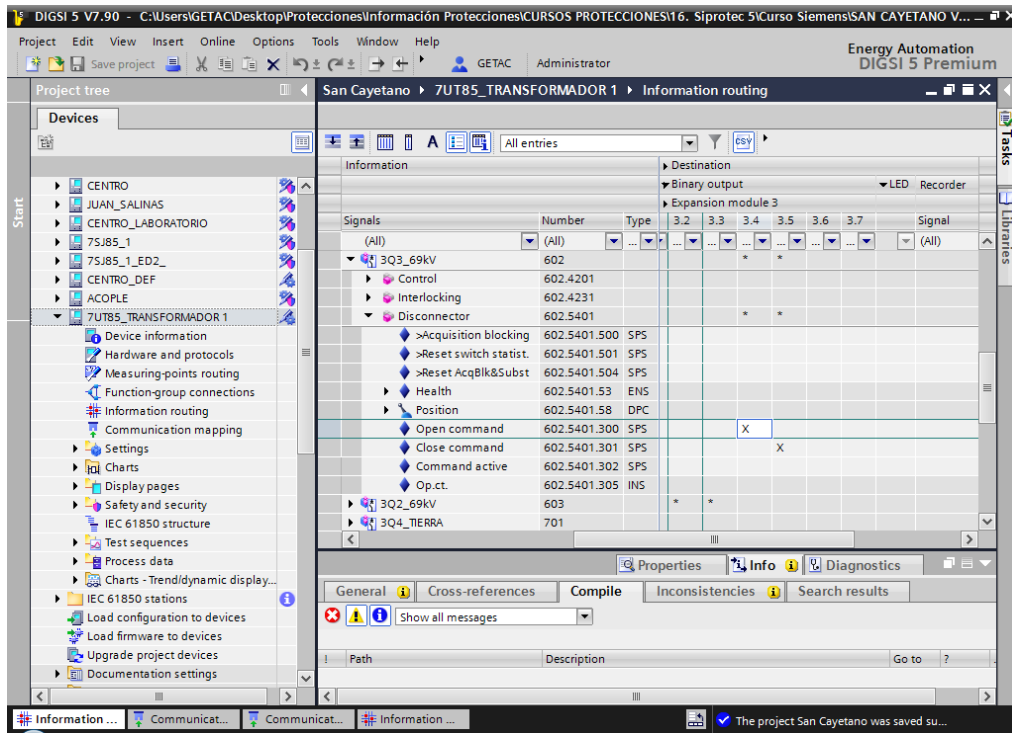 DIGSI 5 V7.90 - C:\Users\GETAC\Desktop\Protecciones\Información Protecciones\CURSOS PROTECCIONES\16. Siprotec 5\Curso Siemens\SAN CAYETANO V...
Project Edit View Insert Online Options Tools Window Help
Energy Automation
DIGSI 5 Premium
Save project GETAC Administrator
Project tree
San Cayetano 7UT85_TRANSFORMADOR 1 Information routing
Devices
Start
Tasks
Libraries
A All entries csv
Information Destination
Binary output LED Recorder
Expansion module 3
Signals Number Type 3.2 3.3 3.4 3.5 3.6 3.7 Signal
(All) (All) ... ... ... ... ... ... ... (All)
3Q3_69kV 602 * *
Control 602.4201
Interlocking 602.4231
Disconnector 602.5401 * *
>Acquisition blocking 602.5401.500 SPS
>Reset switch statist. 602.5401.501 SPS
>Reset AcqBlk&Subst 602.5401.504 SPS
Health 602.5401.53 ENS
Position 602.5401.58 DPC
Open command 602.5401.300 SPS X
Close command 602.5401.301 SPS X
Command active 602.5401.302 SPS
Op.ct. 602.5401.305 INS
3Q2_69kV 603 * *
3Q4_TIERRA 701
CENTRO
JUAN_SALINAS
CENTRO_LABORATORIO
7SJ85_1
7SJ85_1_ED2_
CENTRO_DEF
ACOPLE
7UT85_TRANSFORMADOR 1
Device information
Hardware and protocols
Measuring-points routing
Function-group connections
Information routing
Communication mapping
Settings
Charts
Display pages
Safety and security
IEC 61850 structure
Test sequences
Process data
Charts - Trend/dynamic display...
IEC 61850 stations
Load configuration to devices
Load firmware to devices
Upgrade project devices
Documentation settings
Properties Info Diagnostics
General Cross-references Compile Inconsistencies Search results
Show all messages
! Path Description Go to ?
Information ... Communicat... Communicat... Information ... The project San Cayetano was saved su...